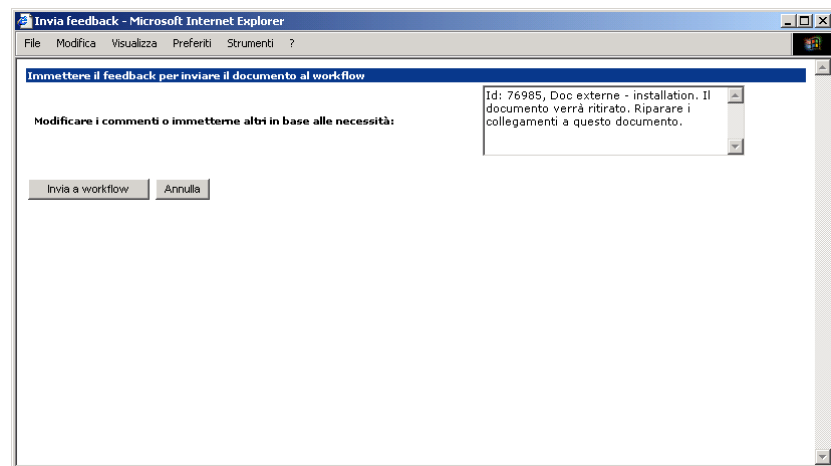 Invia feedback - Microsoft Internet Explorer
File Modifica Visualizza Preferiti Strumenti ?
Immettere il feedback per inviare il documento al workflow
Id: 76985, Doc externe - installation. Il
documento verrà ritirato. Riparare i
collegamenti a questo documento.
Modificare i commenti o immetterne altri in base alle necessità:
Invia a workflow Annulla